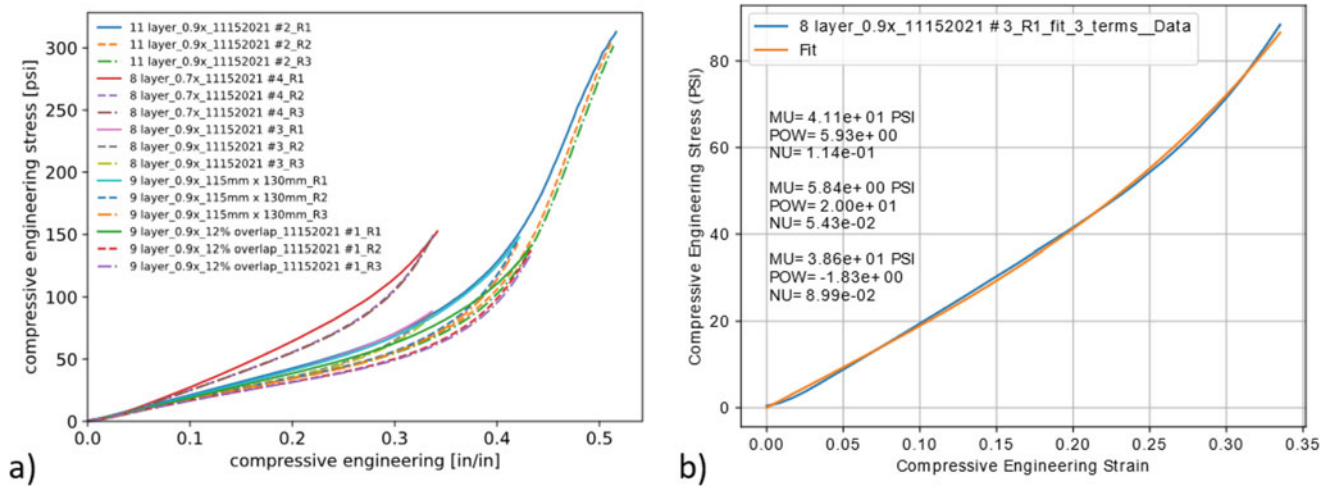 11 layer_0.9x_11152021 #2_R1
11 layer_0.9x_11152021 #2_R2
11 layer_0.9x_11152021 #2_R3
8 layer_0.7x_11152021 #4_R1
8 layer_0.7x_11152021 #4_R2
8 layer_0.7x_11152021 #4_R3
8 layer_0.9x_11152021 #3_R1
8 layer_0.9x_11152021 #3_R2
8 layer_0.9x_11152021 #3_R3
9 layer_0.9x_115mm x 130mm_R1
9 layer_0.9x_115mm x 130mm_R2
9 layer_0.9x_115mm x 130mm_R3
9 layer_0.9x_12% overlap_11152021 #1_R1
9 layer_0.9x_12% overlap_11152021 #1_R2
9 layer_0.9x_12% overlap_11152021 #1_R3
compressive engineering stress [psi]
300
250
200
150
100
50
0
0.0 0.1 0.2 0.3 0.4 0.5
compressive engineering [in/in]
a)
8 layer_0.9x_11152021 #3_R1_fit_3_terms__Data
Fit
MU= 4.11e+01 PSI
POW= 5.93e+00
NU= 1.14e-01
MU= 5.84e+00 PSI
POW= 2.00e+01
NU= 5.43e-02
MU= 3.86e+01 PSI
POW= -1.83e+00
NU= 8.99e-02
Compressive Engineering Stress (PSI)
80
60
40
20
0
0.00 0.05 0.10 0.15 0.20 0.25 0.30 0.35
Compressive Engineering Strain
b)